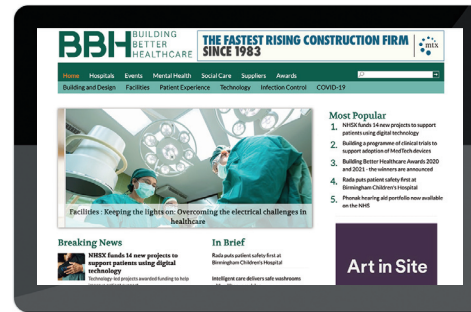 BBH BUILDING
BETTER
HEALTHCARE
THE FASTEST RISING CONSTRUCTION FIRM
SINCE 1983
mtx
Home Hospitals Events Mental Health Social Care Suppliers Awards
Building and Design Facilities Patient Experience Technology Infection Control COVID-19
Facilities : Keeping the lights on: Overcoming the electrical challenges in
healthcare
Most Popular
1. NHSX funds 14 new projects to support
patients using digital technology
2. Building a programme of clinical trials to
support adoption of MedTech devices
3. Building Better Healthcare Awards 2020
and 2021 - the winners are announced
4. Rada puts patient safety first at
Birmingham Children's Hospital
5. Phonak hearing aid portfolio now available
on the NHS
Breaking News
NHSX funds 14 new projects to
support patients using digital
technology
Technology-led projects awarded funding to help
In Brief
Rada puts patient safety first at
Birmingham Children's Hospital
Intelligent care delivers safe washrooms
Art in Site